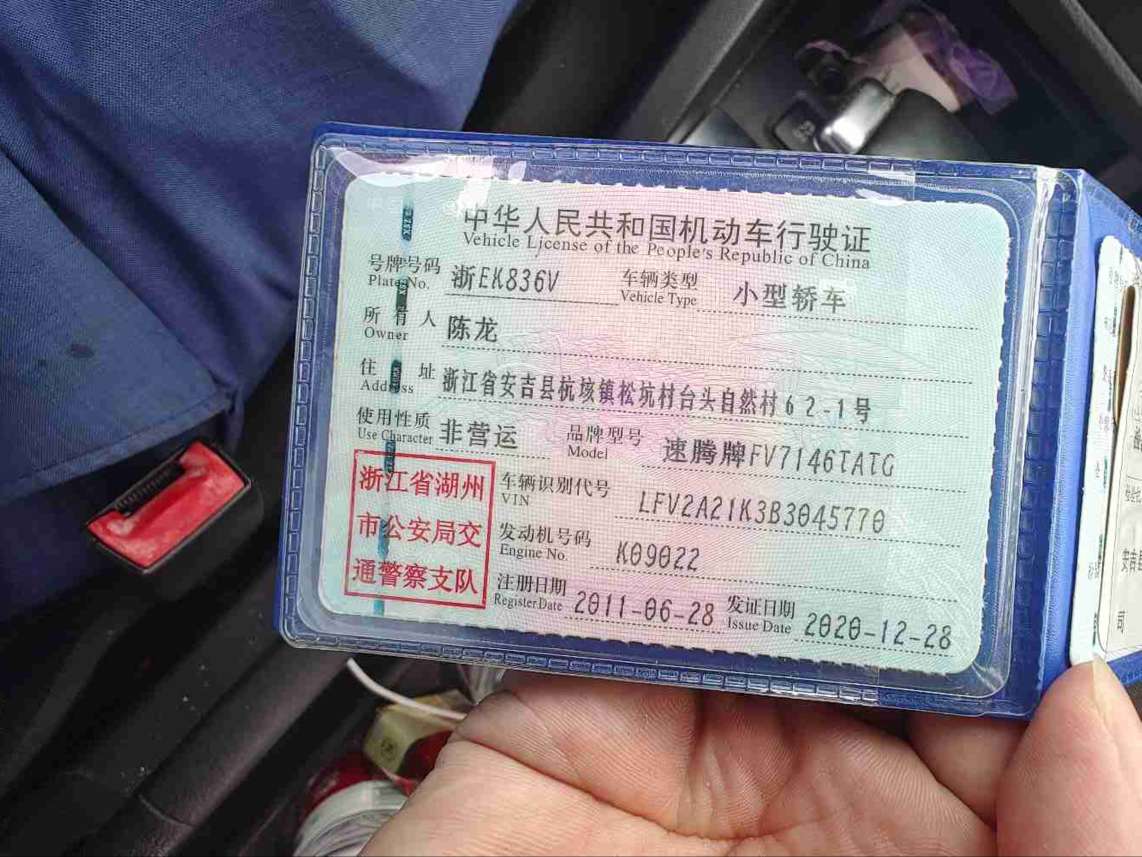 中华人民共和国机动车行驶证
Vehicle License of the People's Republic of China
号牌号码 浙EK836V 车辆类型 小型轿车
Plate No. Vehicle Type
所有人 陈龙
Owner
住址 浙江省安吉县杭垓镇松坑村台头自然村62-1号
Address
使用性质 非营运 品牌型号 速腾牌FV7146TATG
Use Character Model
浙江省湖州
市公安局交
通警察支队
车辆识别代号 LFV2A21K3B3045770
VIN
发动机号码 K09022
Engine No.
注册日期 2011-06-28 发证日期 2020-12-28
Register Date Issue Date
安吉县
司